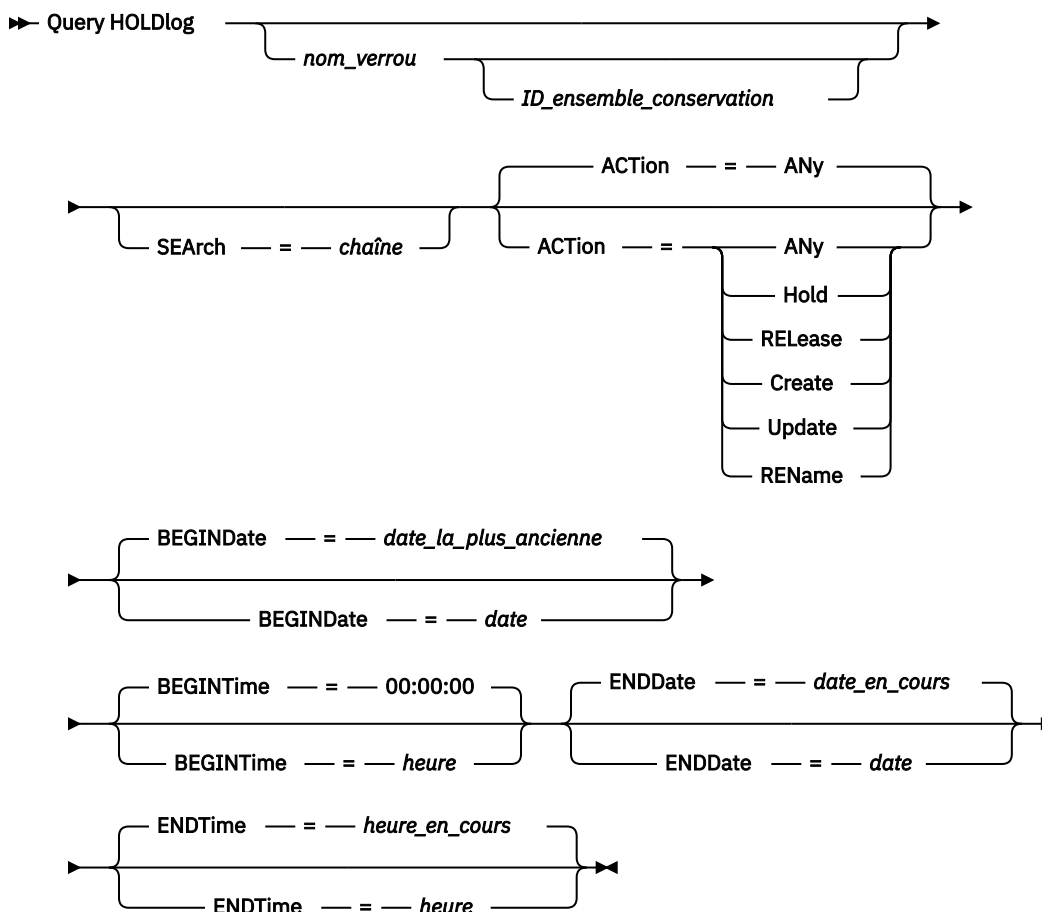 Query HOLDlog
nom_verrou
ID_ensemble_conservation
ACTion = ANy
SEArch = chaîne
ACTion = ANy
Hold
RELease
Create
Update
REName
BEGINDate = date_la_plus_ancienne
BEGINDate = date
BEGINTime = 00:00:00
ENDDate = date_en_cours
BEGINTime = heure
ENDDate = date
ENDTime = heure_en_cours
ENDTime = heure